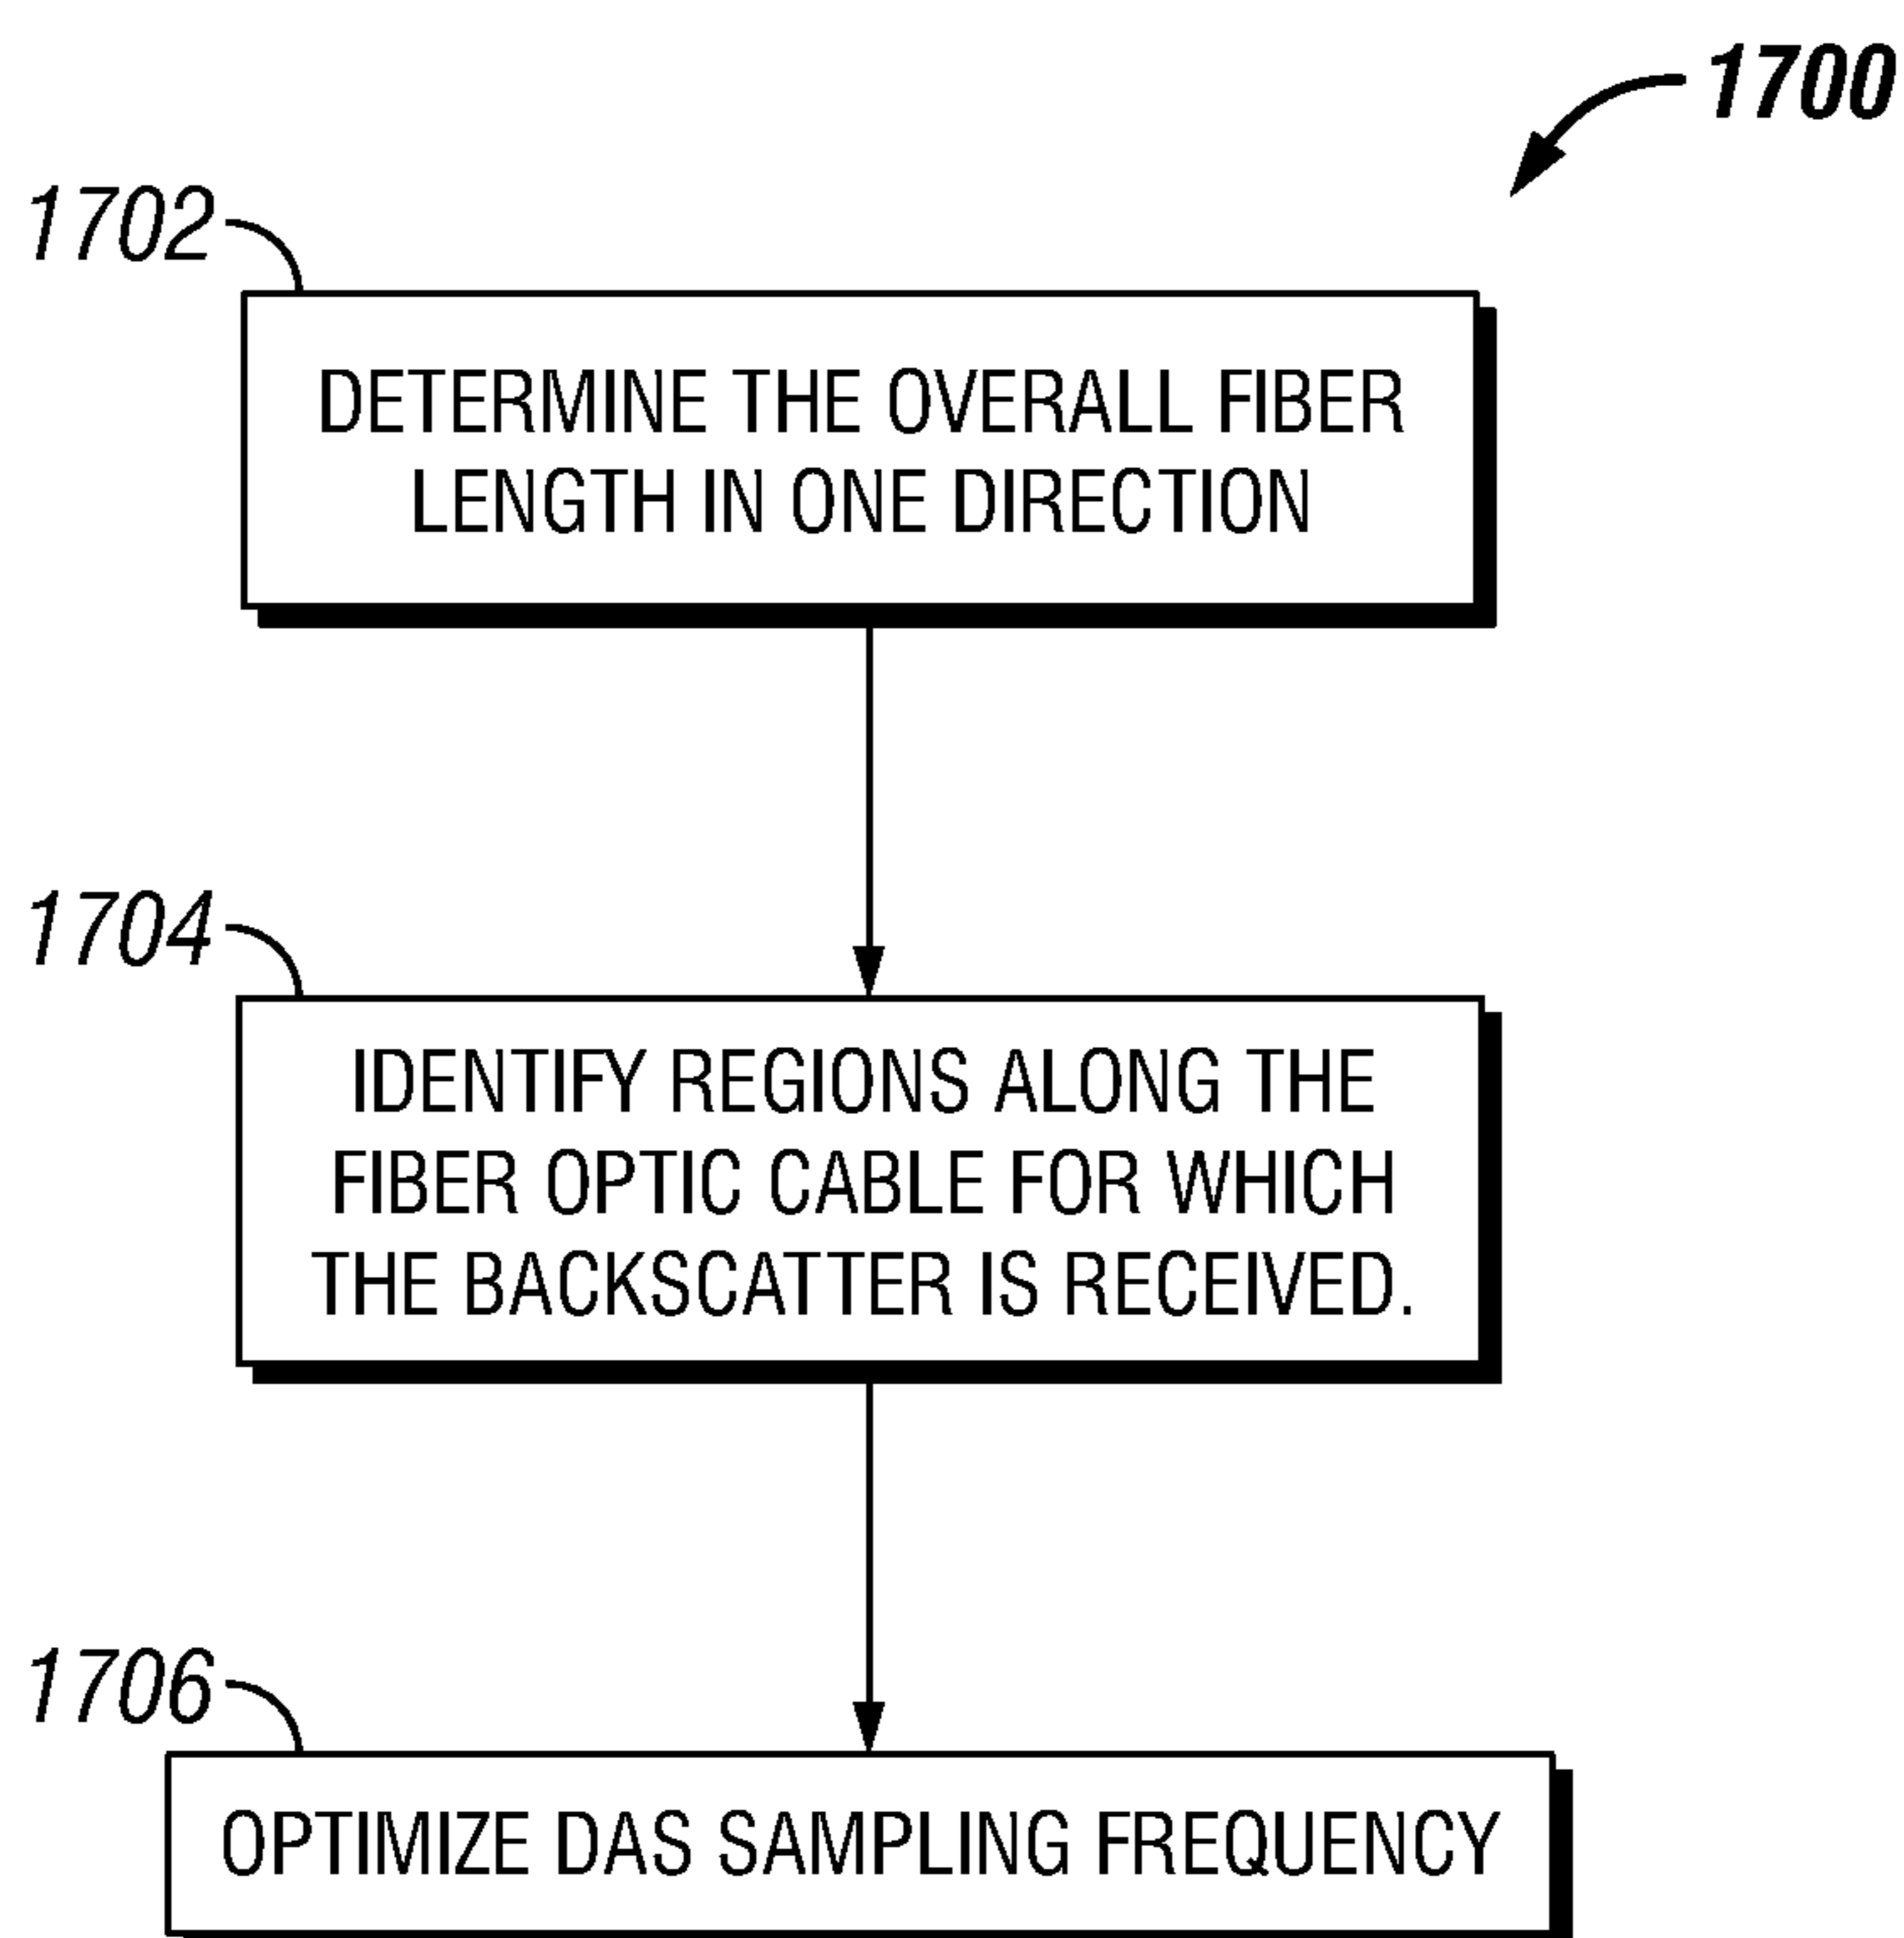 1700
1702
DETERMINE THE OVERALL FIBER
LENGTH IN ONE DIRECTION
1704
IDENTIFY REGIONS ALONG THE
FIBER OPTIC CABLE FOR WHICH
THE BACKSCATTER IS RECEIVED.
1706
OPTIMIZE DAS SAMPLING FREQUENCY